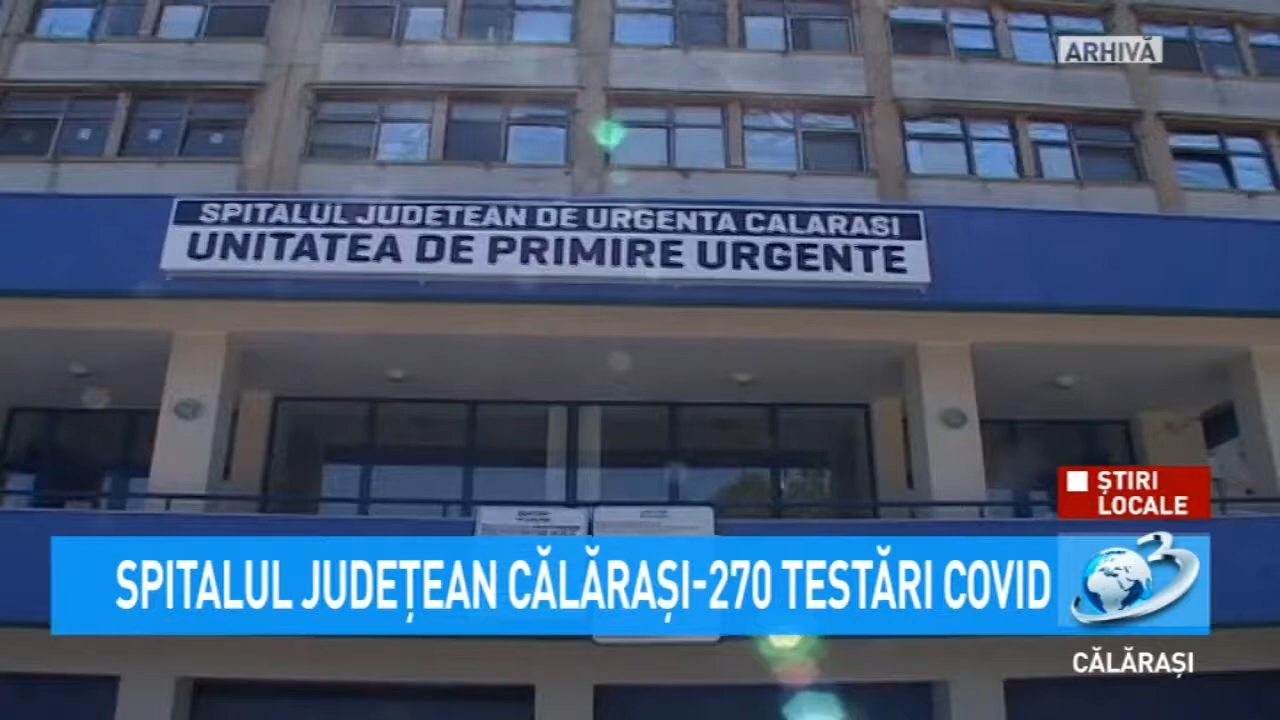 ARHIVĂ
SPITALUL JUDETEAN DE URGENTA CALARASI
UNITATEA DE PRIMIRE URGENTE
ȘTIRI
LOCALE
SPITALUL JUDEȚEAN CĂLĂRAȘI-270 TESTĂRI COVID
3
CĂLĂRAȘI